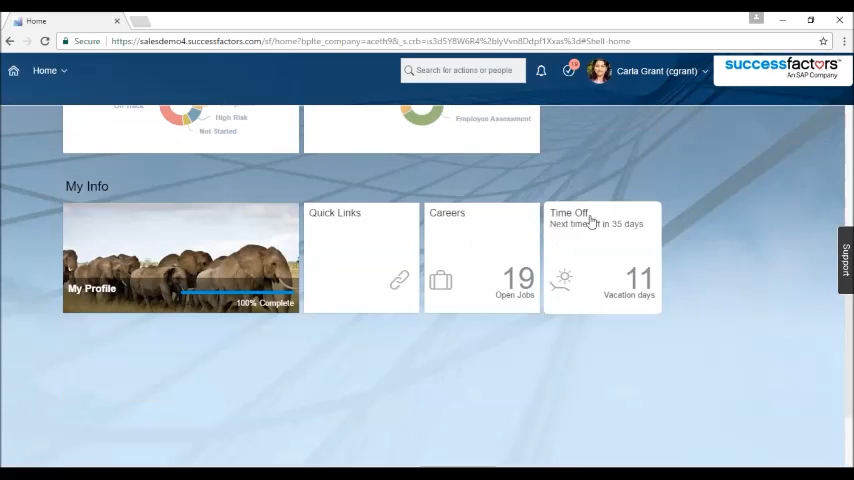 Home
Secure
https://salesdemo4.successfactors.com/sf/home?bplte_company=aceth9&_s.crb=is3dSY8W6R4%2blyVvn8Ddpf1Xxas%3d#Shell-home
Home
Search for actions or people
19
Carla Grant (cgrant)
successfactors
An SAP Company
High Risk
Not Started
Employee Assessment
My Info
Quick Links
Careers
Time Off
Next time off in 35 days
My Profile
100% Complete
19
Open Jobs
11
Vacation days
Support